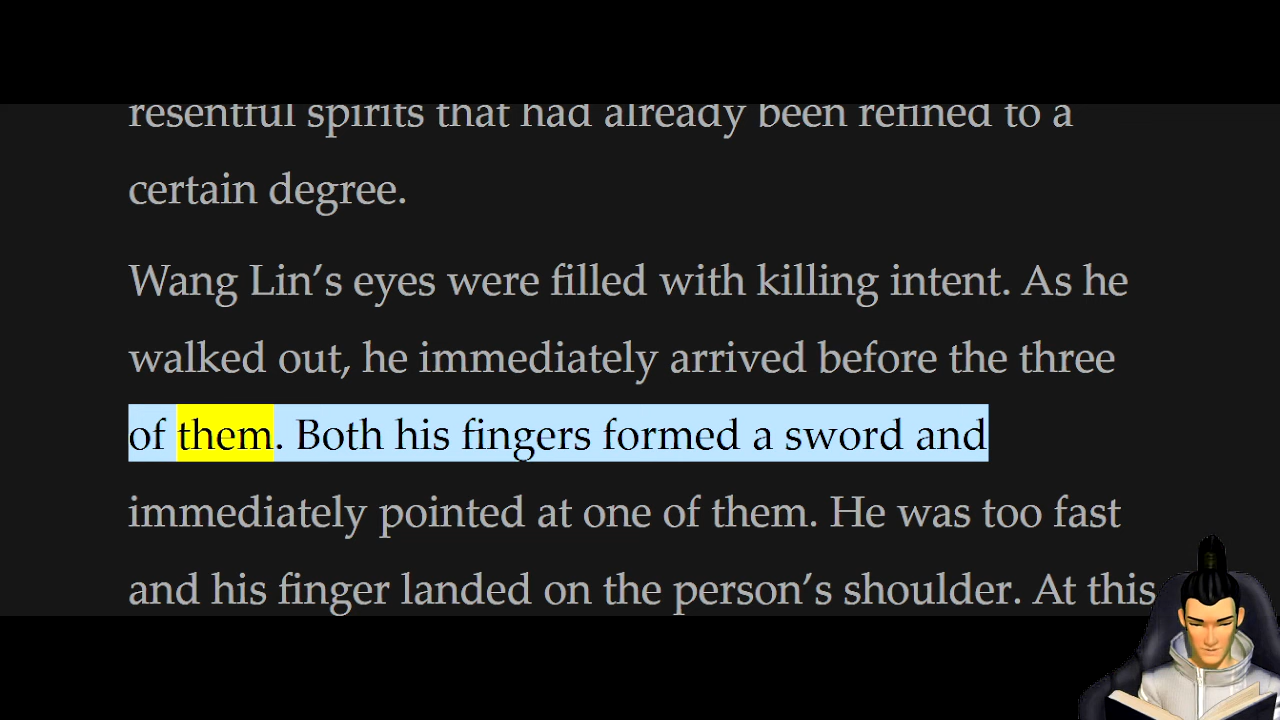 resentful spirits that had already been refined to a
certain degree.
Wang Lin’s eyes were filled with killing intent. As he
walked out, he immediately arrived before the three
of them. Both his fingers formed a sword and
immediately pointed at one of them. He was too fast
and his finger landed on the person’s shoulder. At this